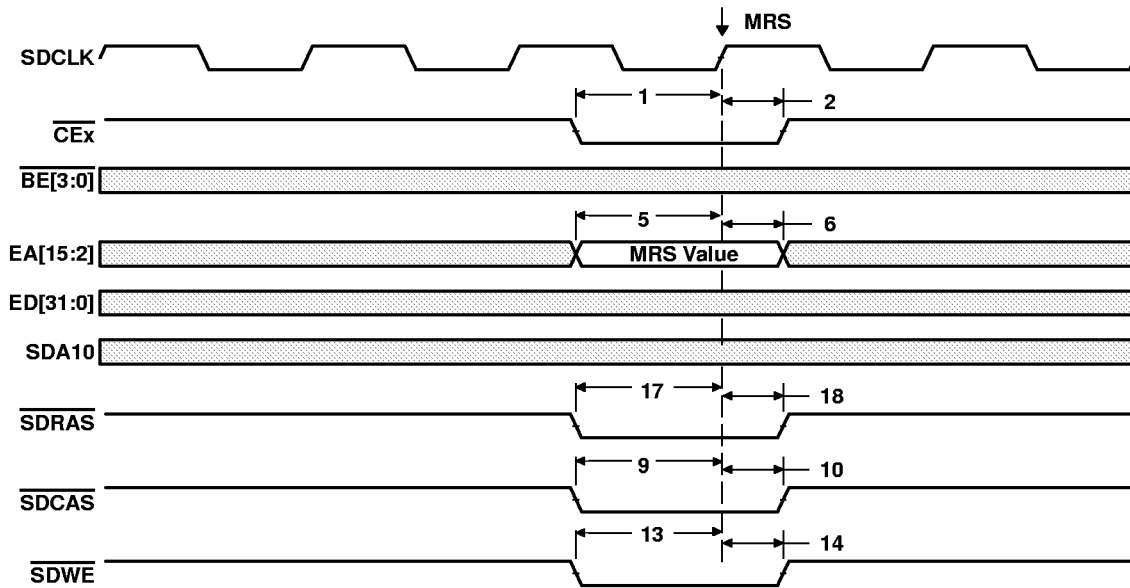 MRS
SDCLK
1 2
CEx
BE[3:0]
5 6
EA[15:2] MRS Value
ED[31:0]
SDA10
17 18
SDRAS
9 10
SDCAS
13 14
SDWE